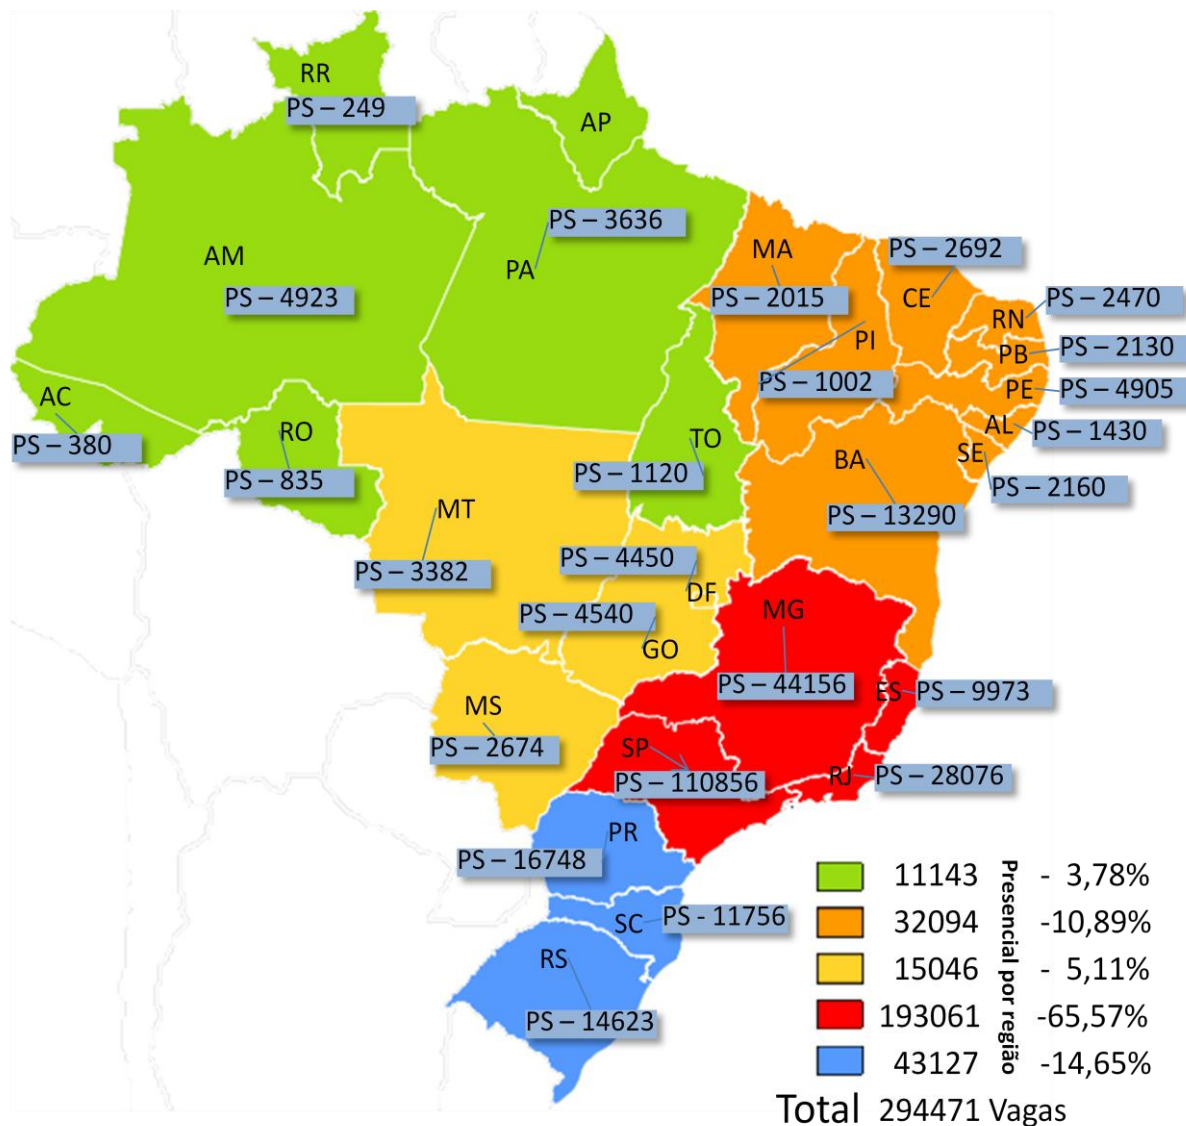 RR
PS – 249
AP
PS – 3636
AM
PA
PS – 4923
MA
PS – 2015
PS – 2692
CE
PS – 2470
RN
PI
PS – 1002
PB
PS – 2130
PE
PS – 4905
AL
PS – 1430
SE
PS – 2160
BA
PS – 13290
AC
PS – 380
RO
PS – 835
TO
PS – 1120
MT
PS – 3382
PS – 4450
DF
PS – 4540
GO
MG
PS – 44156
ES
PS – 9973
MS
PS – 2674
SP
PS – 110856
RJ
PS – 28076
PR
PS – 16748
SC
PS - 11756
RS
PS – 14623
Presencial por região
11143 - 3,78%
32094 -10,89%
15046 - 5,11%
193061 -65,57%
43127 -14,65%
Total 294471 Vagas